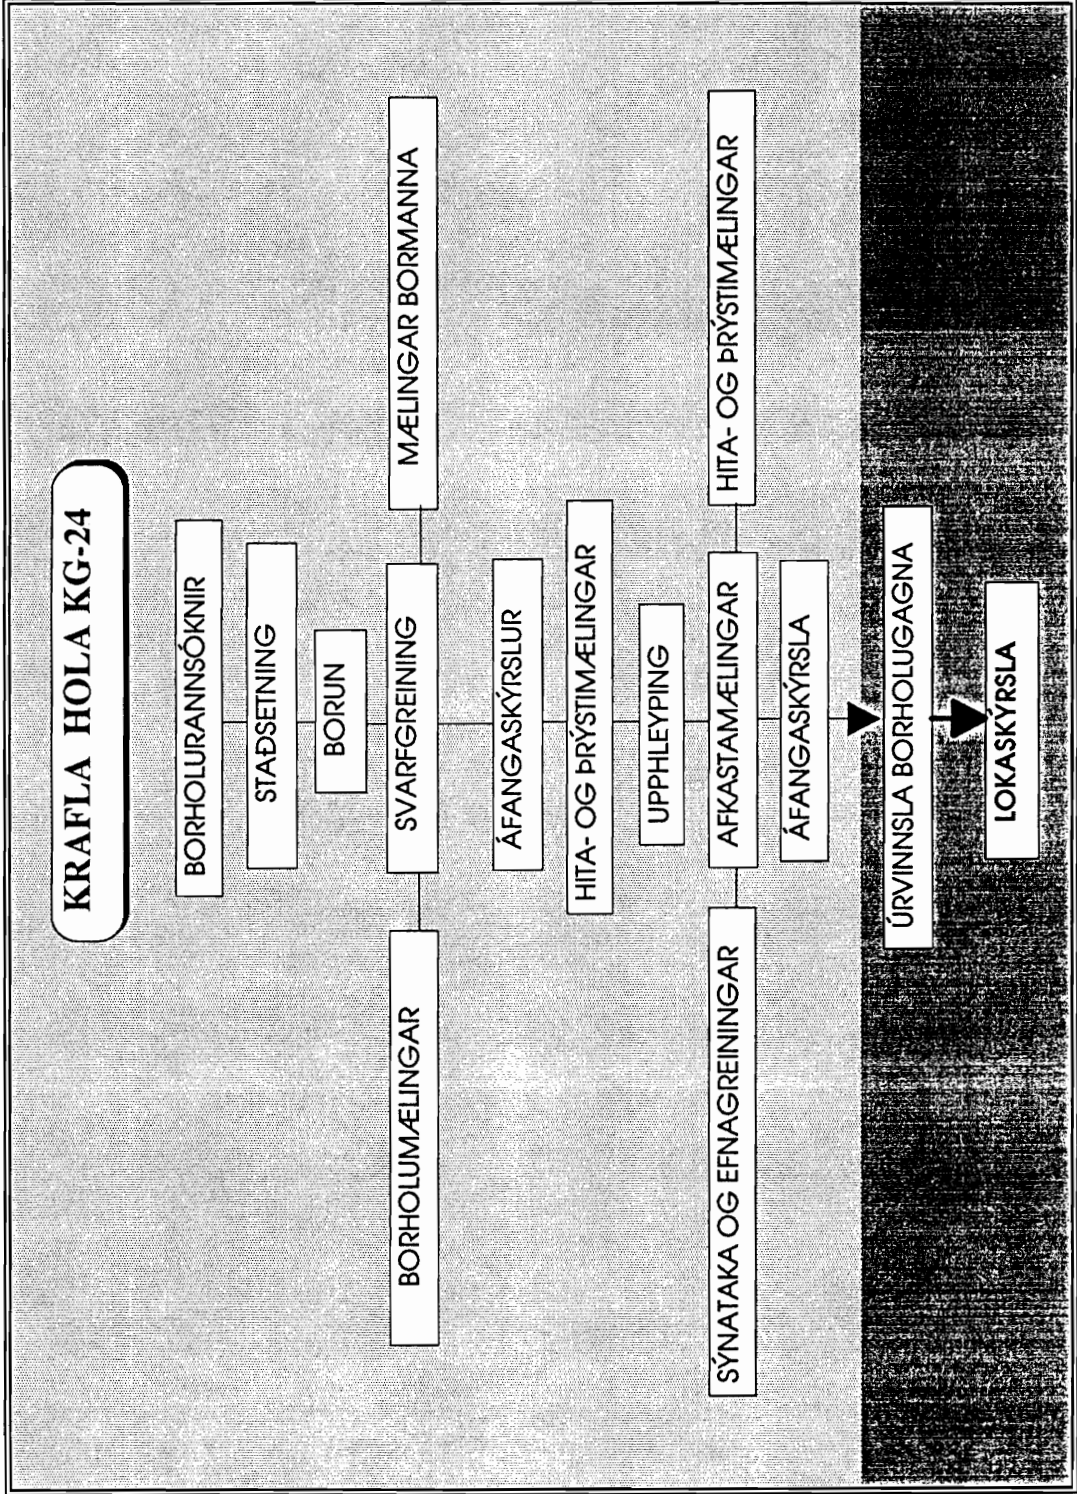 KRAFLA HOLA KG-24
BORHOLURANNSÓKNIR
STAÐSETNING
BORUN
BORHOLUMÆLINGAR
SVARFGREINING
MÆLINGAR BORMANNA
ÁFANGASKÝRSLUR
HITA- OG ÞRÝSTIMÆLINGAR
UPPHLEYPING
SÝNATAKA OG EFNAGREININGAR
AFKASTAMÆLINGAR
HITA- OG ÞRÝSTIMÆLINGAR
ÁFANGASKÝRSLA
ÚRVINNSLA BORHOLUGAGNA
LOKASKÝRSLA